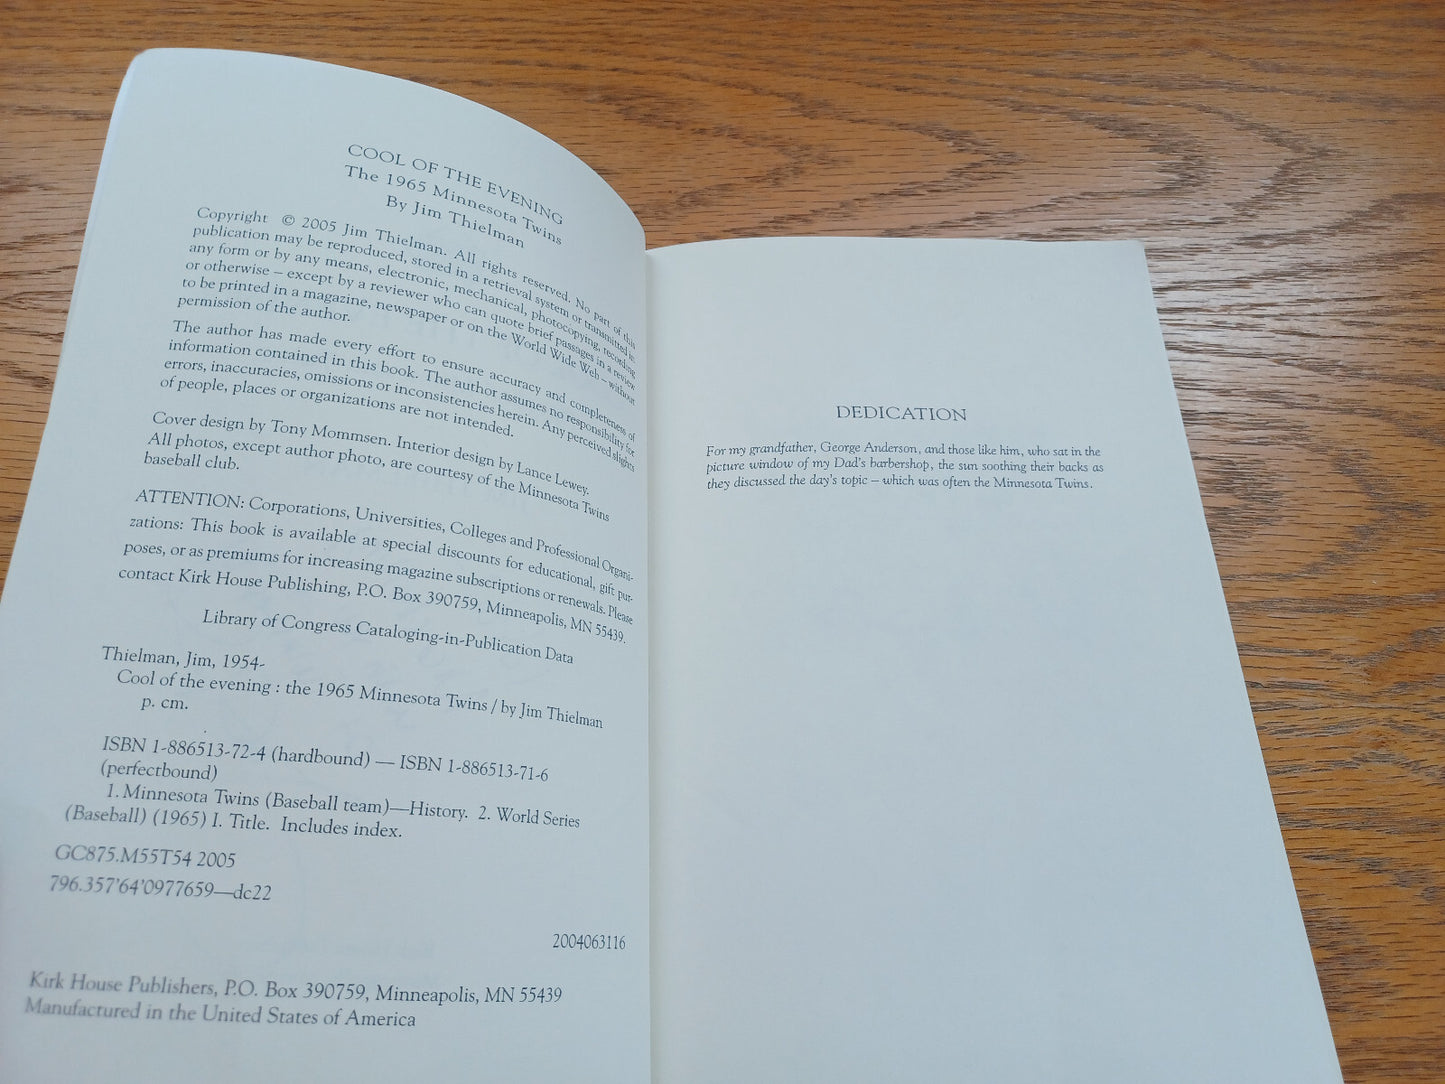 COOL OF THE EVENING
The 1965 Minnesota Twins
By Jim Thielman
Copyright © 2005 Jim Thielman. All rights reserved. No part of this
publication may be reproduced, stored in a retrieval system or transmitted in
any form or by any means, electronic, mechanical, photocopying, recording
or otherwise – except by a reviewer who can quote brief passages in a review
to be printed in a magazine, newspaper or on the World Wide Web – without
permission of the author.
The author has made every effort to ensure accuracy and completeness of
information contained in this book. The author assumes no responsibility for
errors, inaccuracies, omissions or inconsistencies herein. Any perceived slights
of people, places or organizations are not intended.
Cover design by Tony Mommsen. Interior design by Lance Lewey.
All photos, except author photo, are courtesy of the Minnesota Twins
baseball club.
ATTENTION: Corporations, Universities, Colleges and Professional Organi-
zations: This book is available at special discounts for educational, gift pur-
poses, or as premiums for increasing magazine subscriptions or renewals. Please
contact Kirk House Publishing, P.O. Box 390759, Minneapolis, MN 55439.
Library of Congress Cataloging-in-Publication Data
Thielman, Jim, 1954-
Cool of the evening : the 1965 Minnesota Twins / by Jim Thielman
p. cm.
ISBN 1-886513-72-4 (hardbound) — ISBN 1-886513-71-6
(perfectbound)
1. Minnesota Twins (Baseball team)—History. 2. World Series
(Baseball) (1965) I. Title. Includes index.
GC875.M55T54 2005
796.357'64'0977659—dc22
2004063116
Kirk House Publishers, P.O. Box 390759, Minneapolis, MN 55439
Manufactured in the United States of America
DEDICATION
For my grandfather, George Anderson, and those like him, who sat in the
picture window of my Dad's barbershop, the sun soothing their backs as
they discussed the day's topic – which was often the Minnesota Twins.